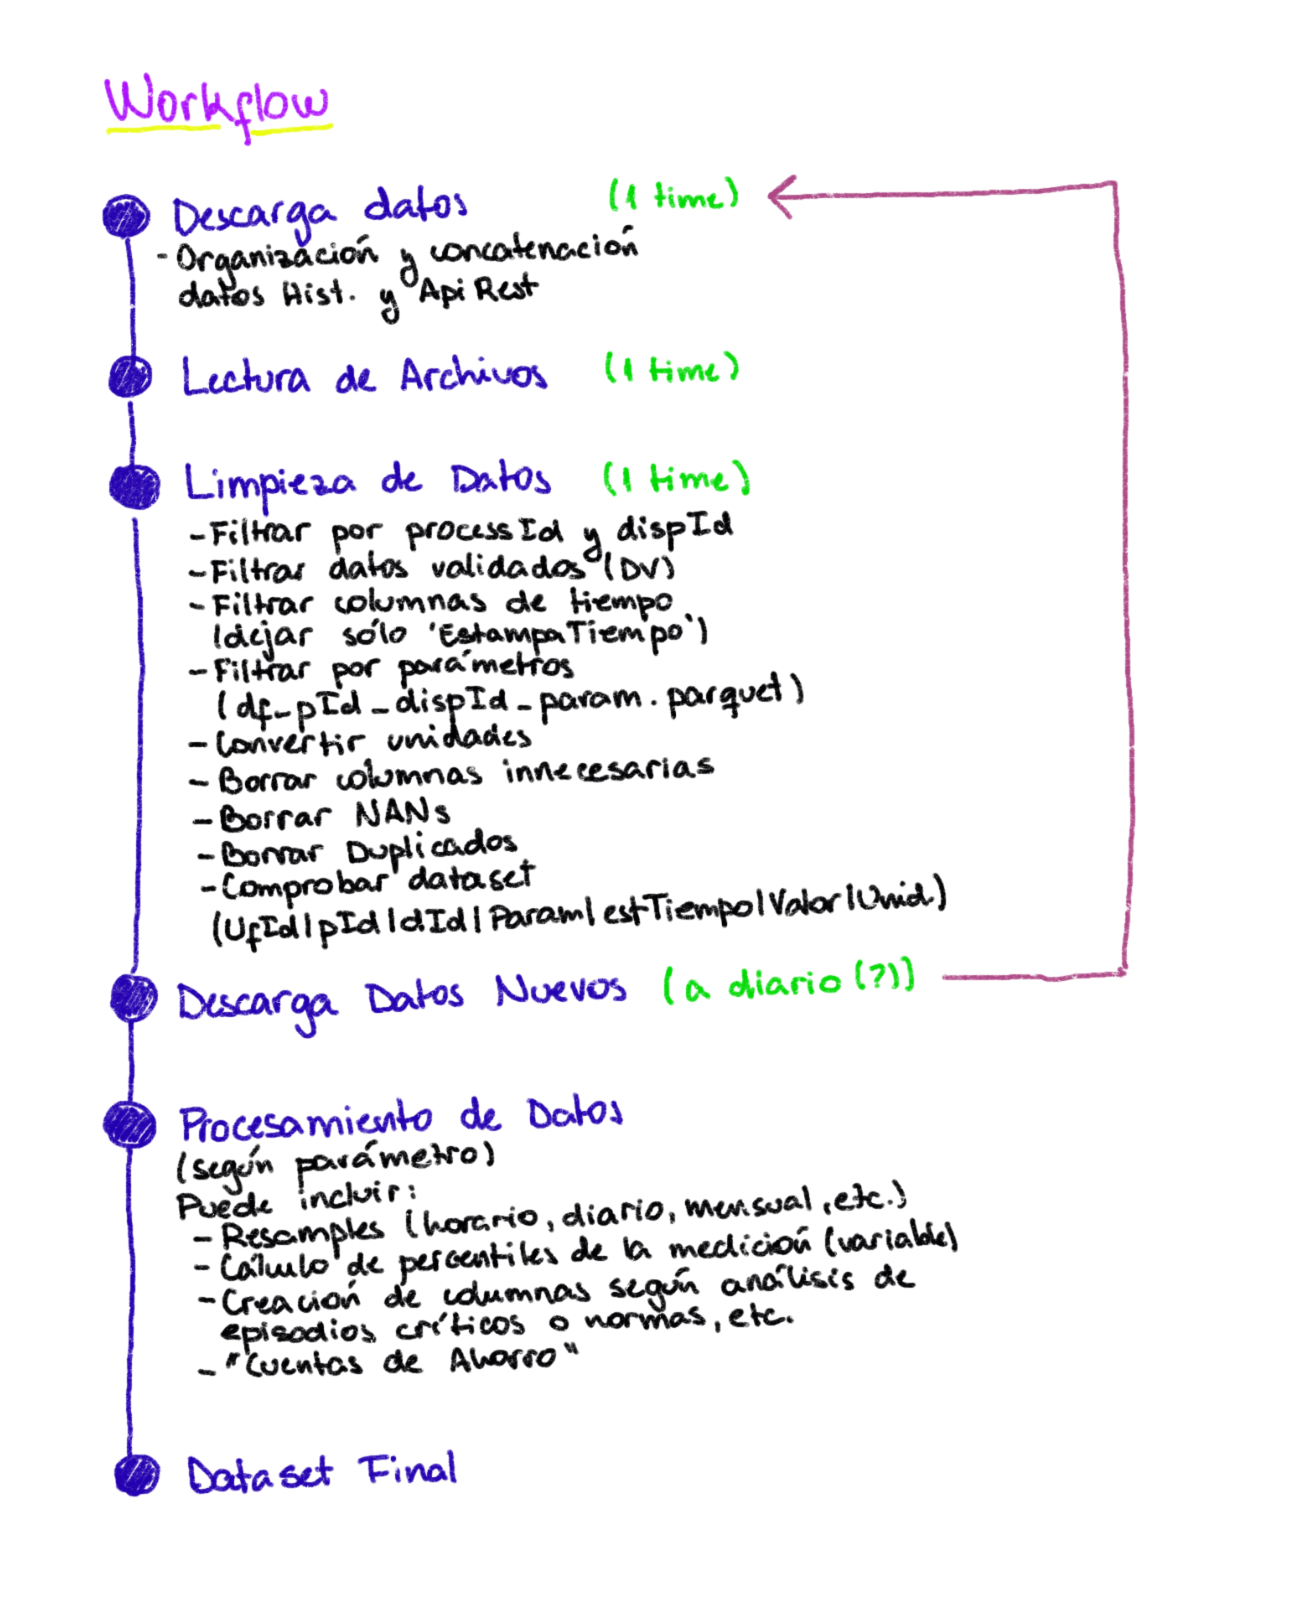 Workflow
Descarga datos (1 time)
- Organización y concatenación
datos Hist. y Api Rest
Lectura de Archivos (1 time)
Limpieza de Datos (1 time)
- Filtrar por processId y dispId
- Filtrar datos validados (DV)
- Filtrar columnas de tiempo
(dejar sólo 'EstampaTiempo')
- Filtrar por parámetros
(df_pId_dispId_param.parquet)
- Convertir unidades
- Borrar columnas innecesarias
- Borrar NANs
- Borrar Duplicados
- Comprobar dataset
(UfId|pId|dId|Param|estTiempo|Valor|Unid.)
Descarga Datos Nuevos (a diario (?))
Procesamiento de Datos
(según parámetro)
Puede incluir:
- Resamples (horario, diario, mensual, etc.)
- Cálculo de percentiles de la medición (variable)
- Creación de columnas según análisis de
episodios críticos o normas, etc.
- "Cuentas de Ahorro"
Dataset Final